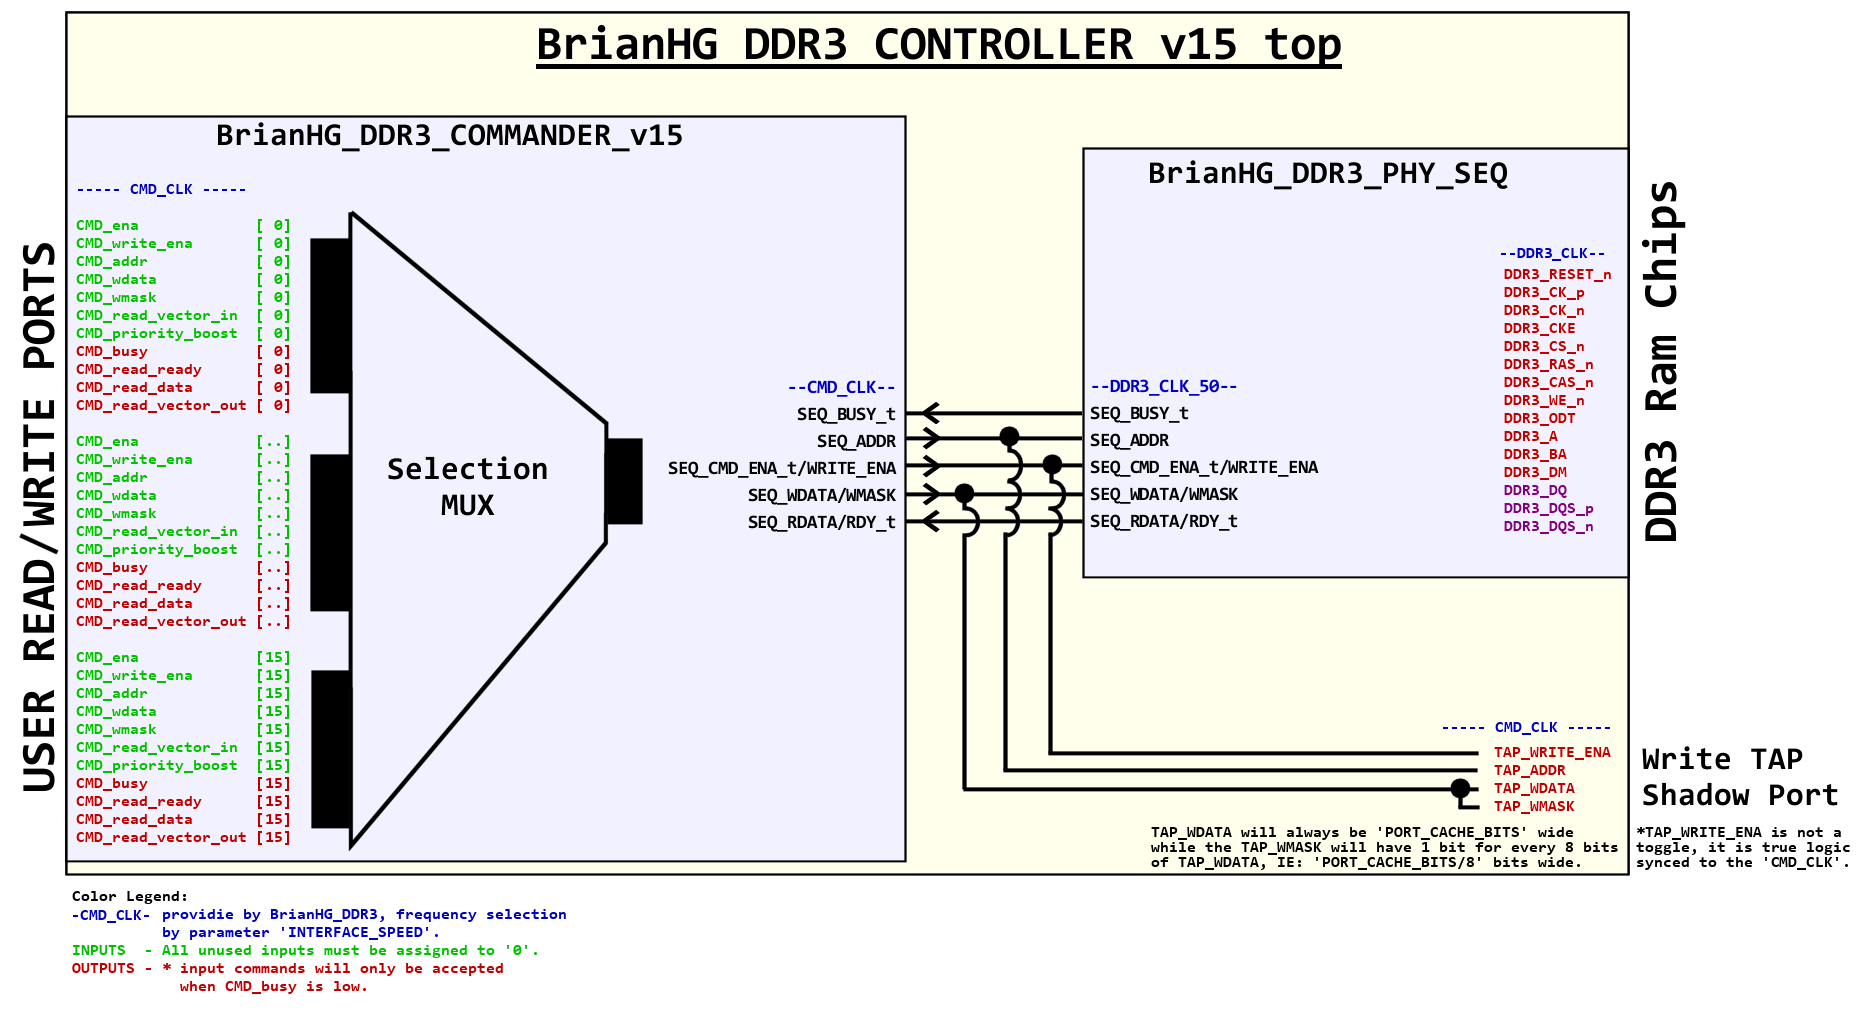 BrianHG_DDR3_CONTROLLER_v15_top
USER READ/WRITE PORTS
BrianHG_DDR3_COMMANDER_v15
----- CMD_CLK -----
CMD_ena [ 0]
CMD_write_ena [ 0]
CMD_addr [ 0]
CMD_wdata [ 0]
CMD_wmask [ 0]
CMD_read_vector_in [ 0]
CMD_priority_boost [ 0]
CMD_busy [ 0]
CMD_read_ready [ 0]
CMD_read_data [ 0]
CMD_read_vector_out [ 0]
CMD_ena [..]
CMD_write_ena [..]
CMD_addr [..]
CMD_wdata [..]
CMD_wmask [..]
CMD_read_vector_in [..]
CMD_priority_boost [..]
CMD_busy [..]
CMD_read_ready [..]
CMD_read_data [..]
CMD_read_vector_out [..]
CMD_ena [15]
CMD_write_ena [15]
CMD_addr [15]
CMD_wdata [15]
CMD_wmask [15]
CMD_read_vector_in [15]
CMD_priority_boost [15]
CMD_busy [15]
CMD_read_ready [15]
CMD_read_data [15]
CMD_read_vector_out [15]
Selection
MUX
--CMD_CLK--
SEQ_BUSY_t
SEQ_ADDR
SEQ_CMD_ENA_t/WRITE_ENA
SEQ_WDATA/WMASK
SEQ_RDATA/RDY_t
BrianHG_DDR3_PHY_SEQ
--DDR3_CLK_50--
SEQ_BUSY_t
SEQ_ADDR
SEQ_CMD_ENA_t/WRITE_ENA
SEQ_WDATA/WMASK
SEQ_RDATA/RDY_t
--DDR3_CLK--
DDR3_RESET_n
DDR3_CK_p
DDR3_CK_n
DDR3_CKE
DDR3_CS_n
DDR3_RAS_n
DDR3_CAS_n
DDR3_WE_n
DDR3_ODT
DDR3_A
DDR3_BA
DDR3_DM
DDR3_DQ
DDR3_DQS_p
DDR3_DQS_n
DDR3 Ram Chips
----- CMD_CLK -----
TAP_WRITE_ENA
TAP_ADDR
TAP_WDATA
TAP_WMASK
Write TAP
Shadow Port
TAP_WDATA will always be 'PORT_CACHE_BITS' wide
while the TAP_WMASK will have 1 bit for every 8 bits
of TAP_WDATA, IE: 'PORT_CACHE_BITS/8' bits wide.
*TAP_WRITE_ENA is not a
toggle, it is true logic
synced to the 'CMD_CLK'.
Color Legend:
-CMD_CLK- providie by BrianHG_DDR3, frequency selection
by parameter 'INTERFACE_SPEED'.
INPUTS - All unused inputs must be assigned to '0'.
OUTPUTS - * input commands will only be accepted
when CMD_busy is low.